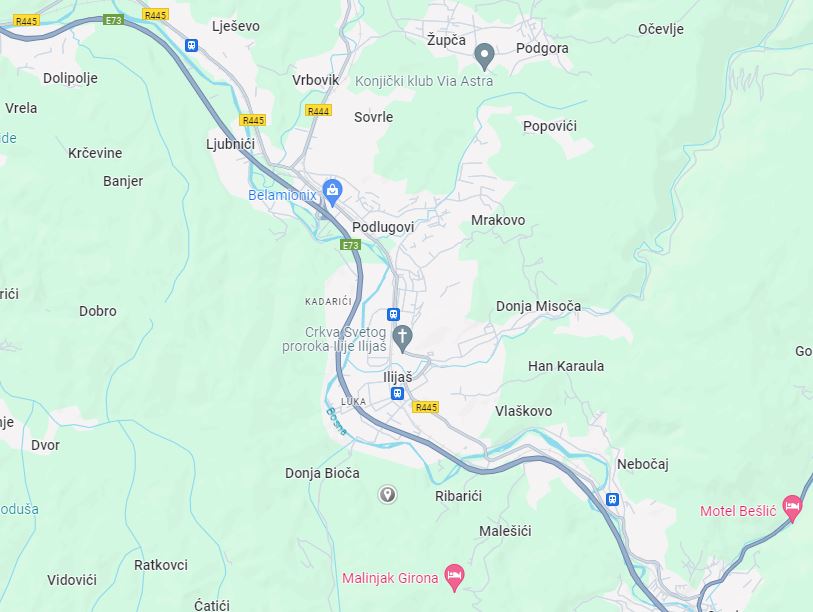 R445
E73
R445
Lješevo
Očevlje
Župča
Podgora
Dolipolje
Vrbovik
Konjički klub Via Astra
Vrela
R444
R445
Sovrle
Popovići
ide
Ljubnići
Krčevine
Banjer
Belamionix
Mrakovo
Podlugovi
E73
rići
KADARIĆI
Donja Misoča
Dobro
Crkva Svetog
proroka Ilije Ilijaš
Go
Han Karaula
Ilijaš
LUKA
R445
Vlaškovo
Bosna
nje
Dvor
Nebočaj
Donja Bioča
Ribarići
oduša
Motel Bešlić
Malešići
Ratkovci
Vidovići
Malinjak Girona
Ćatići